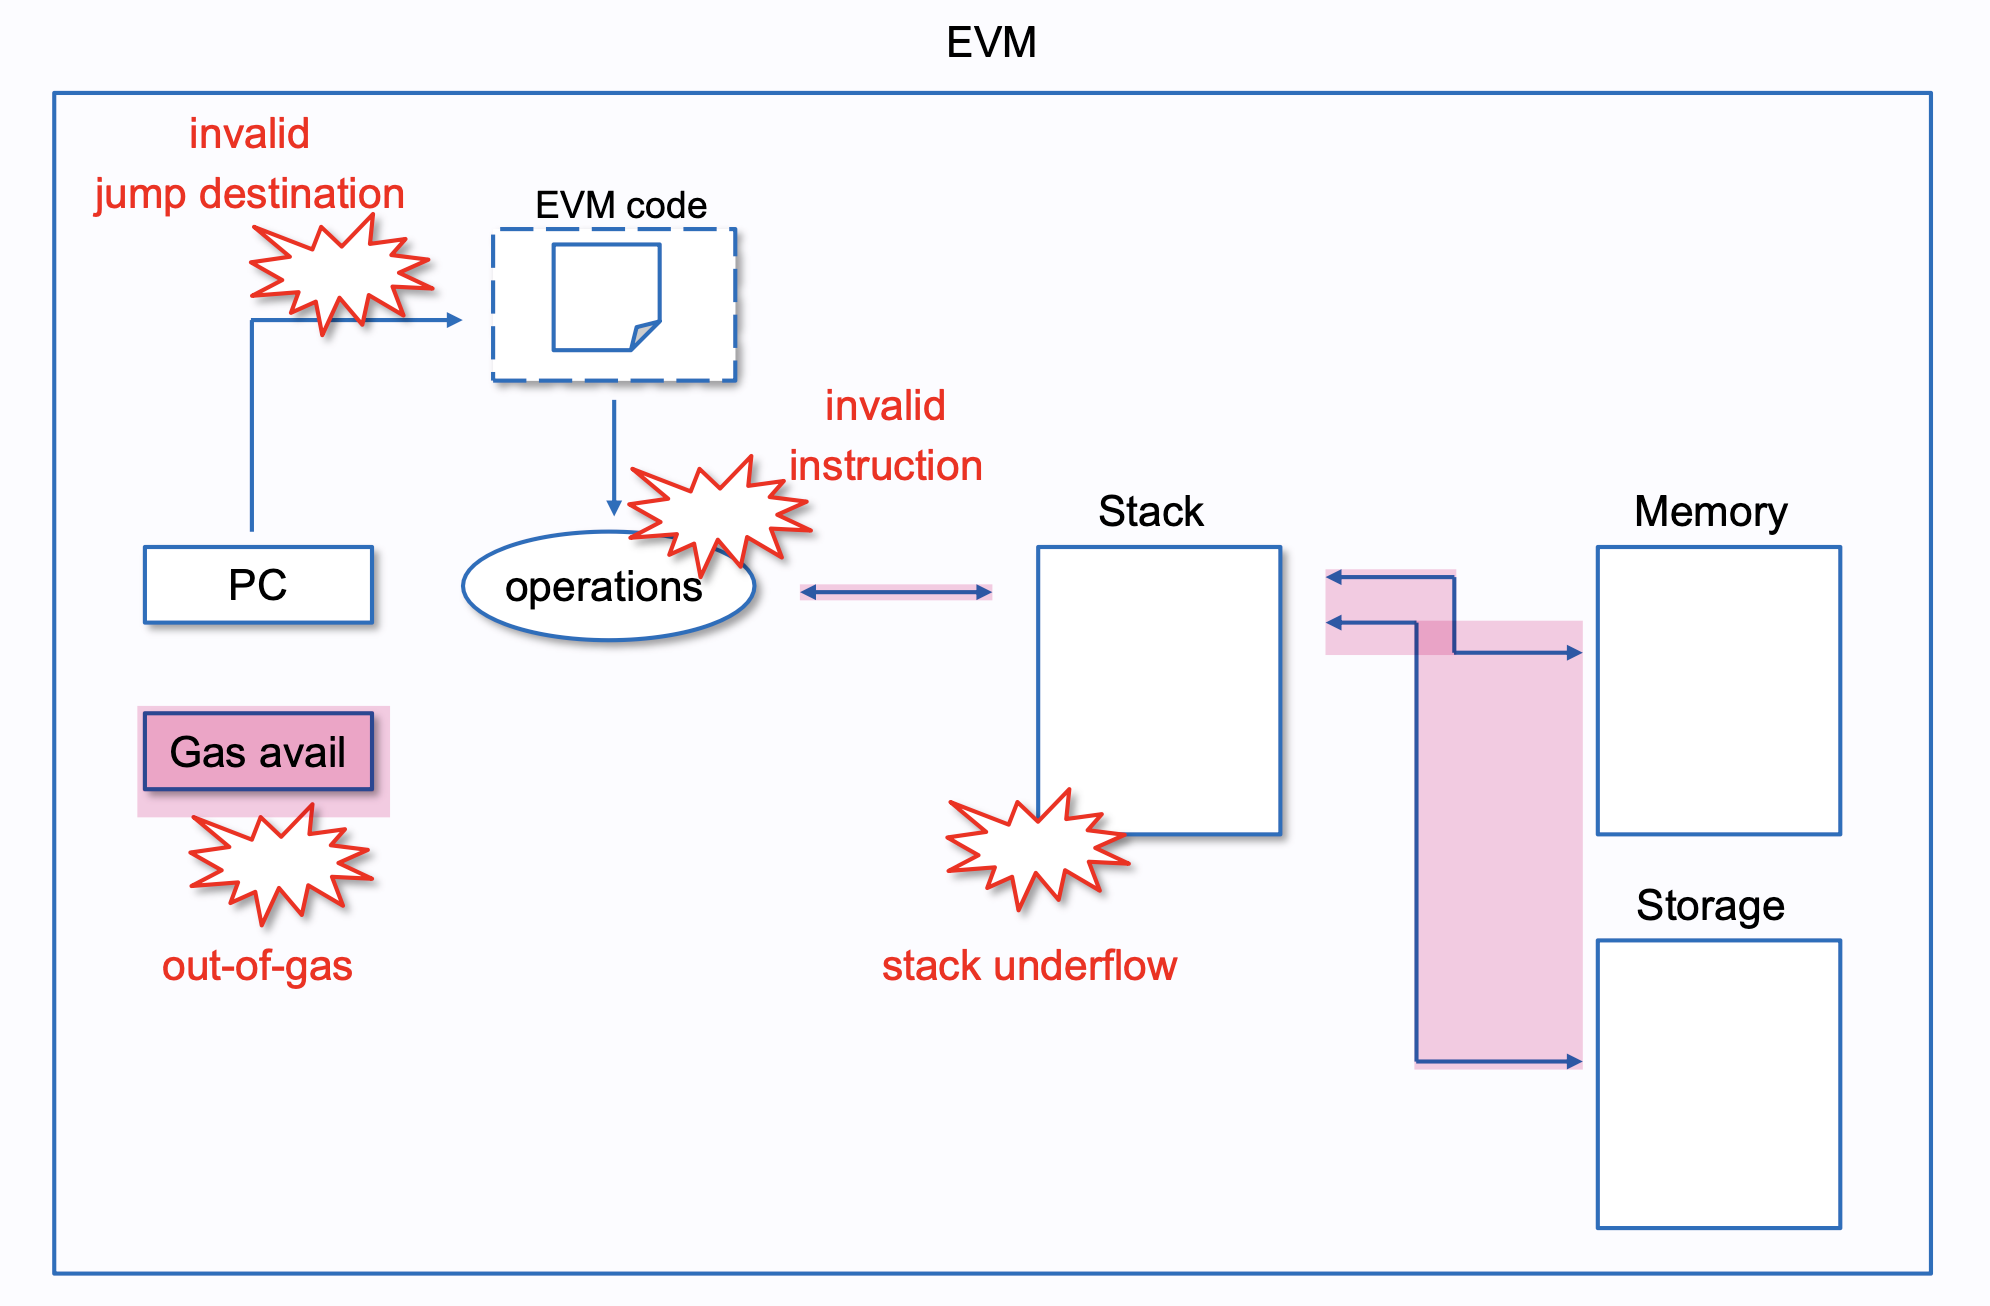 EVM
invalid
jump destination
EVM code
invalid
instruction
Stack
Memory
PC
operations
Gas avail
Storage
out-of-gas
stack underflow